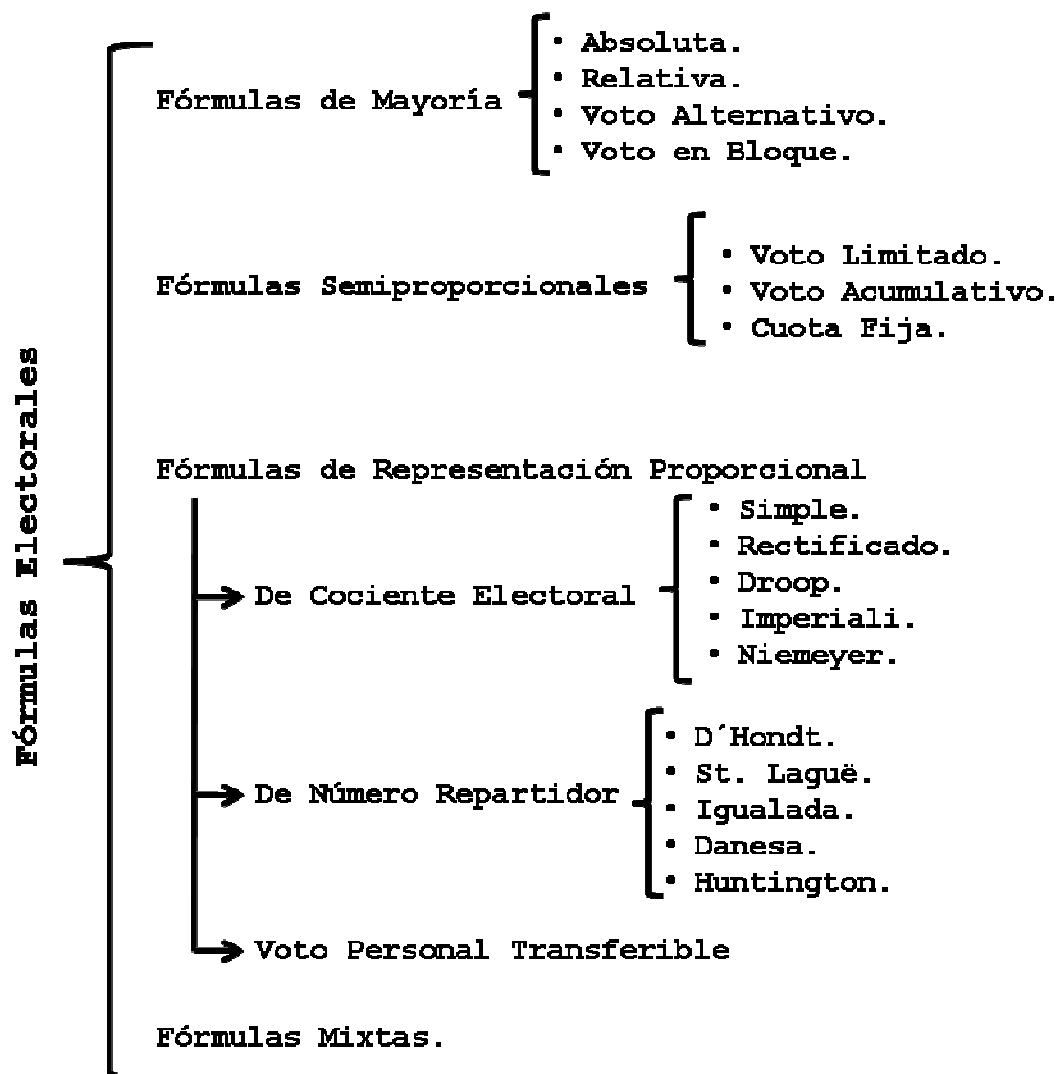 Fórmulas Electorales
Fórmulas de Mayoría
• Absoluta.
• Relativa.
• Voto Alternativo.
• Voto en Bloque.
Fórmulas Semiproporcionales
• Voto Limitado.
• Voto Acumulativo.
• Cuota Fija.
Fórmulas de Representación Proporcional
De Cociente Electoral
• Simple.
• Rectificado.
• Droop.
• Imperiali.
• Niemeyer.
De Número Repartidor
• D´Hondt.
• St. Laguë.
• Igualada.
• Danesa.
• Huntington.
Voto Personal Transferible
Fórmulas Mixtas.